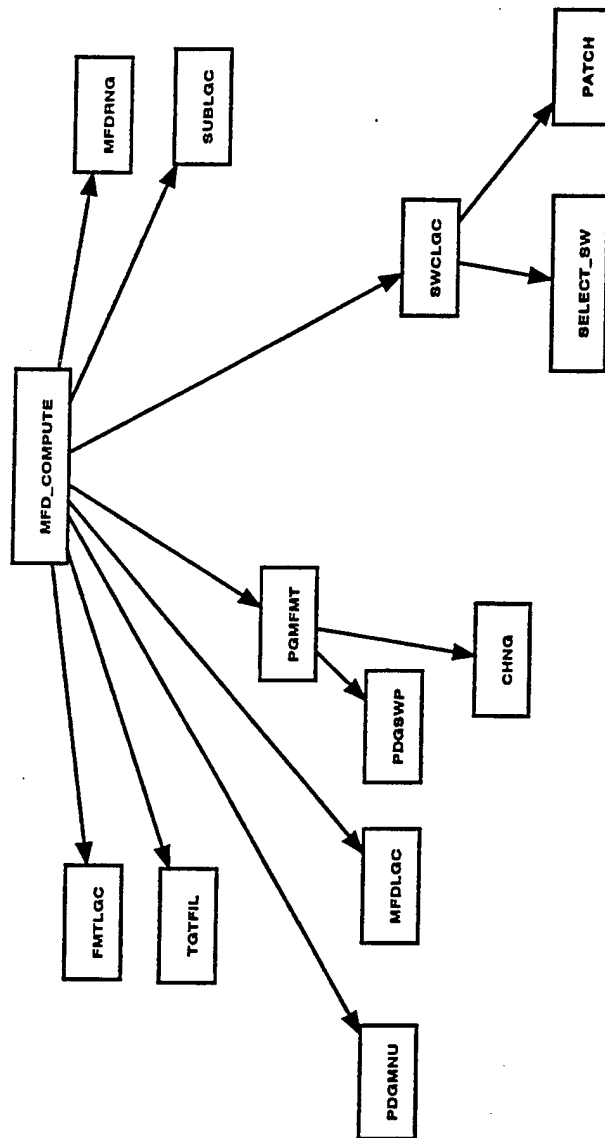 MFD_COMPUTE
FMTLGC
TGTFIL
PDGMNU
MFDLGC
PGMFMT
PDGSWP
CHNG
SWCLGC
SELECT_SW
PATCH
SUBLGC
MFDRNG